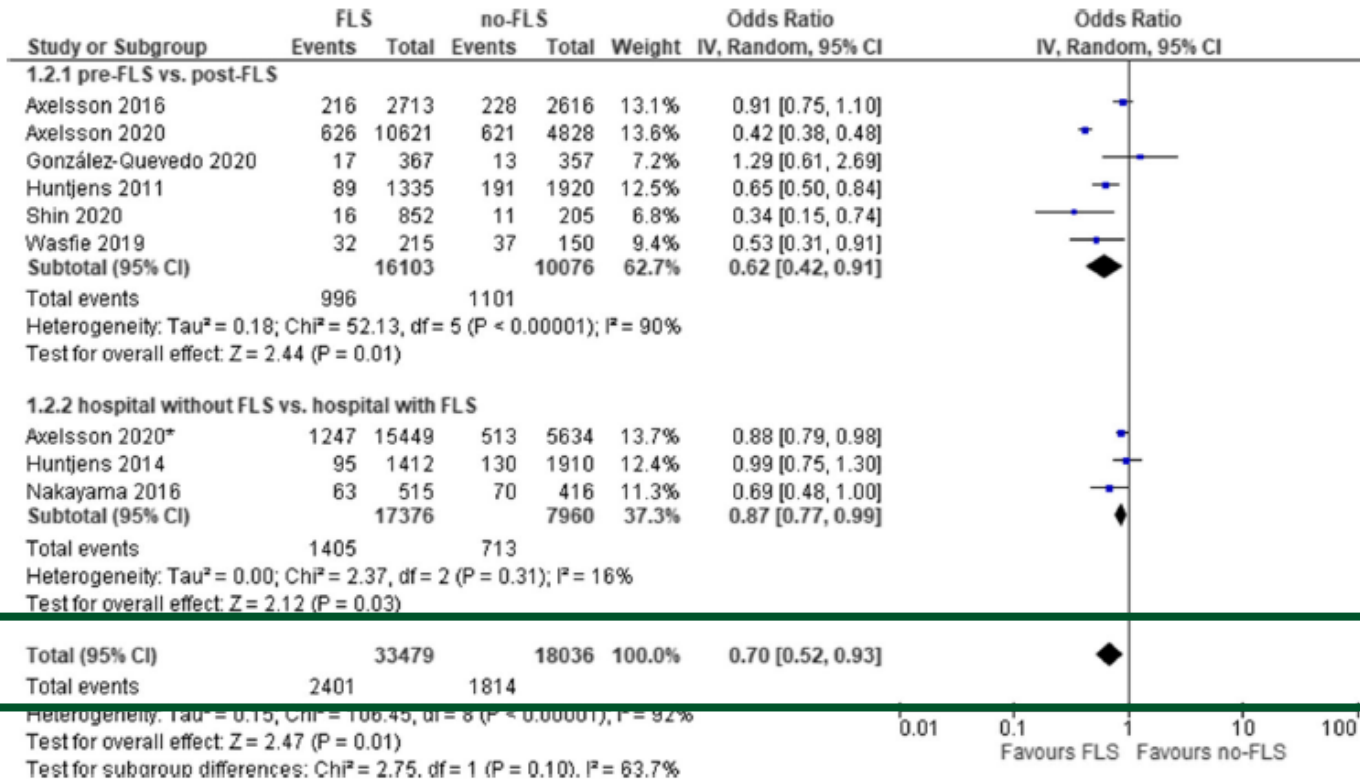 FLS no-FLS Odds Ratio Odds Ratio
Study or Subgroup Events Total Events Total Weight IV, Random, 95% CI IV, Random, 95% CI
1.2.1 pre-FLS vs. post-FLS
Axelsson 2016 216 2713 228 2616 13.1% 0.91 [0.75, 1.10]
Axelsson 2020 626 10621 621 4828 13.6% 0.42 [0.38, 0.48]
González-Quevedo 2020 17 367 13 357 7.2% 1.29 [0.61, 2.69]
Huntjens 2011 89 1335 191 1920 12.5% 0.65 [0.50, 0.84]
Shin 2020 16 852 11 205 6.8% 0.34 [0.15, 0.74]
Wasfie 2019 32 215 37 150 9.4% 0.53 [0.31, 0.91]
Subtotal (95% CI) 16103 10076 62.7% 0.62 [0.42, 0.91]
Total events 996 1101
Heterogeneity: Tau² = 0.18; Chi² = 52.13, df = 5 (P < 0.00001); I² = 90%
Test for overall effect: Z = 2.44 (P = 0.01)
1.2.2 hospital without FLS vs. hospital with FLS
Axelsson 2020* 1247 15449 513 5634 13.7% 0.88 [0.79, 0.98]
Huntjens 2014 95 1412 130 1910 12.4% 0.99 [0.75, 1.30]
Nakayama 2016 63 515 70 416 11.3% 0.69 [0.48, 1.00]
Subtotal (95% CI) 17376 7960 37.3% 0.87 [0.77, 0.99]
Total events 1405 713
Heterogeneity: Tau² = 0.00; Chi² = 2.37, df = 2 (P = 0.31); I² = 16%
Test for overall effect: Z = 2.12 (P = 0.03)
Total (95% CI) 33479 18036 100.0% 0.70 [0.52, 0.93]
Total events 2401 1814
Heterogeneity: Tau² = 0.15; Chi² = 106.45, df = 8 (P < 0.00001); I² = 92%
Test for overall effect: Z = 2.47 (P = 0.01)
Test for subgroup differences: Chi² = 2.75, df = 1 (P = 0.10), I² = 63.7%
0.01 0.1 1 10 100
Favours FLS Favours no-FLS